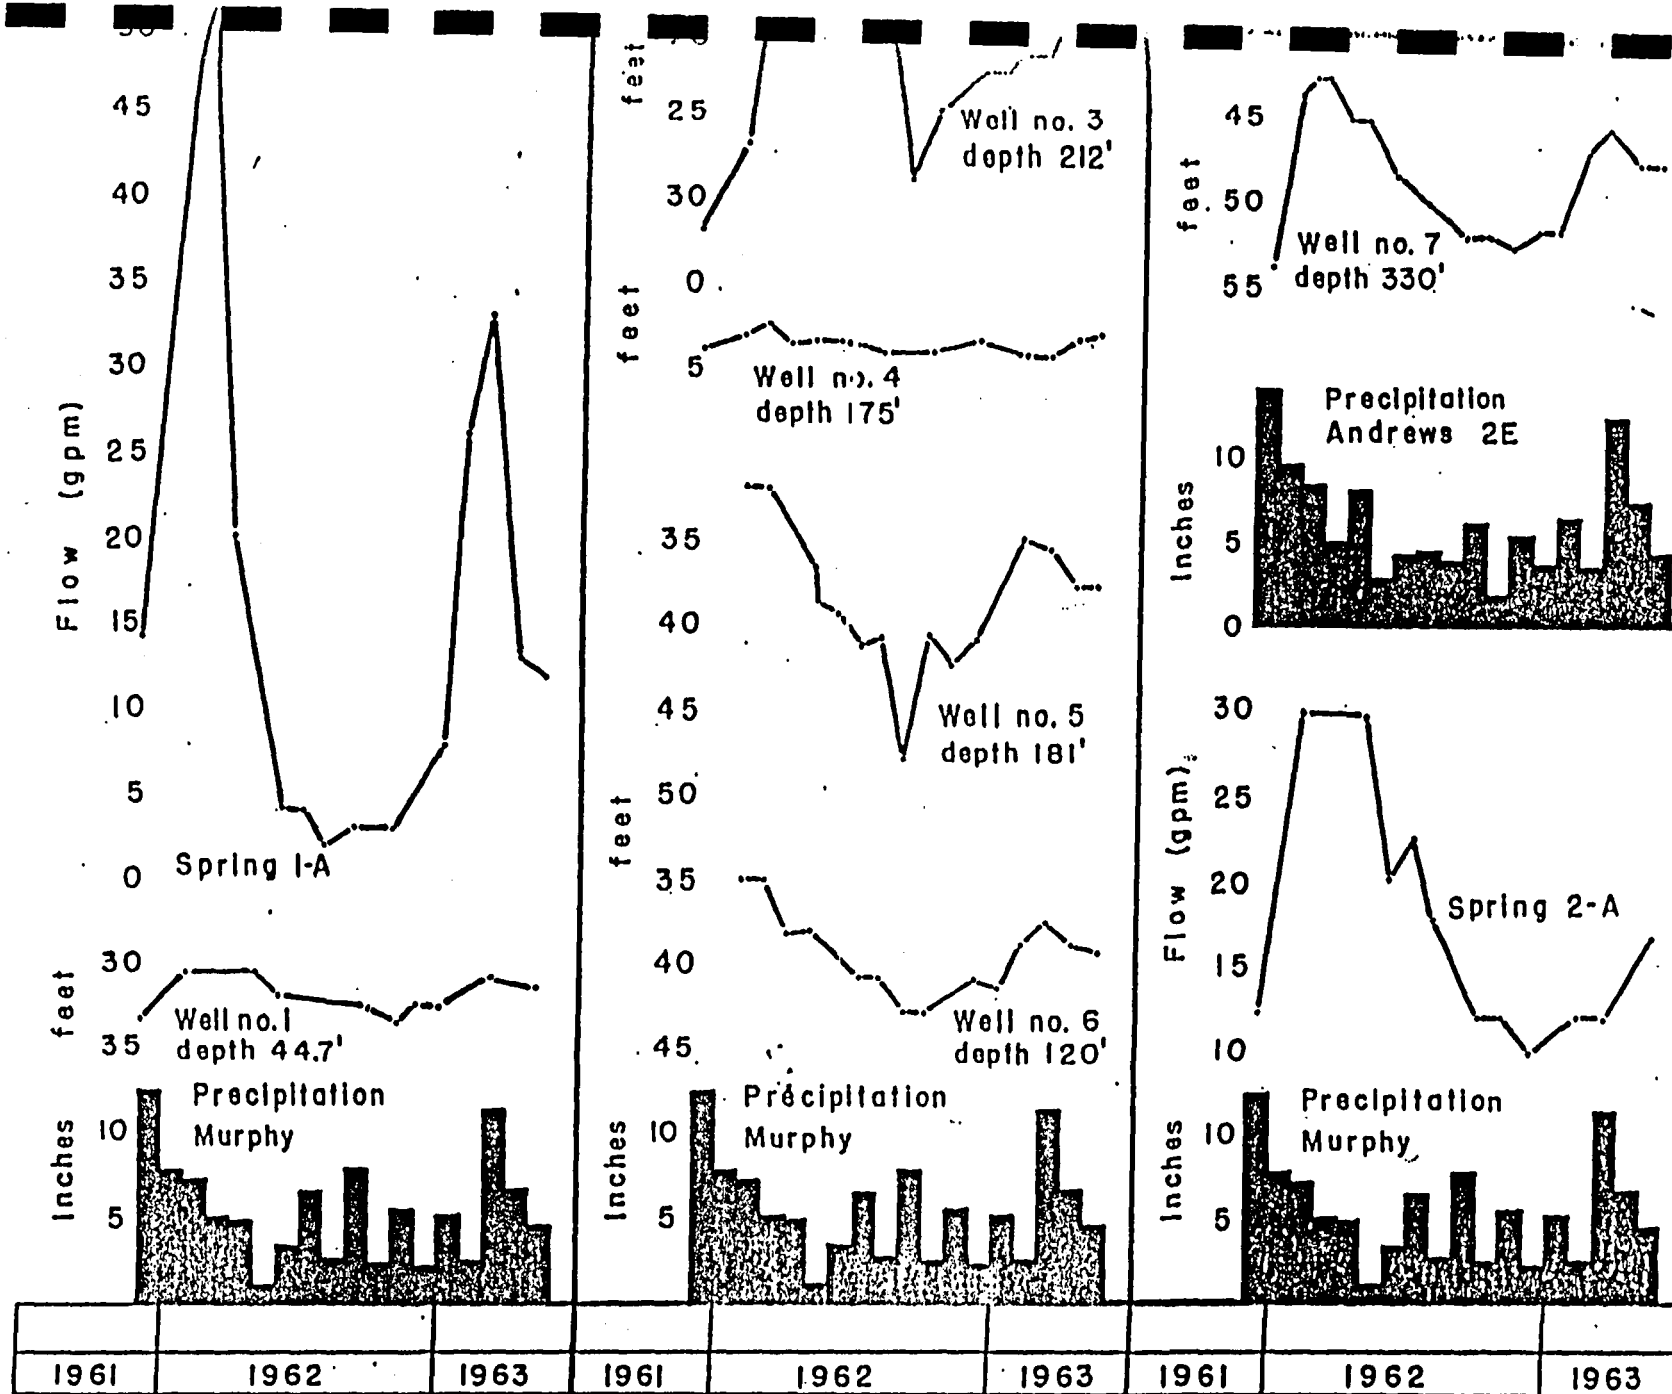 45
40
35
30
25
20
15
10
5
0
Flow (gpm)
Spring 1-A
30
35
feet
Well no. 1
depth 44.7'
Precipitation
Murphy
10
5
Inches
1961 1962 1963
feet
25
30
Well no. 3
depth 212'
0
5
feet
Well no. 4
depth 175'
35
40
45
50
Well no. 5
depth 181'
feet
35
40
45
Well no. 6
depth 120'
Precipitation
Murphy
10
5
Inches
1961 1962 1963
45
50
55
feet
Well no. 7
depth 330'
Precipitation
Andrews 2E
10
5
0
Inches
30
25
20
15
10
Flow (gpm)
Spring 2-A
Precipitation
Murphy
10
5
Inches
1961 1962 1963